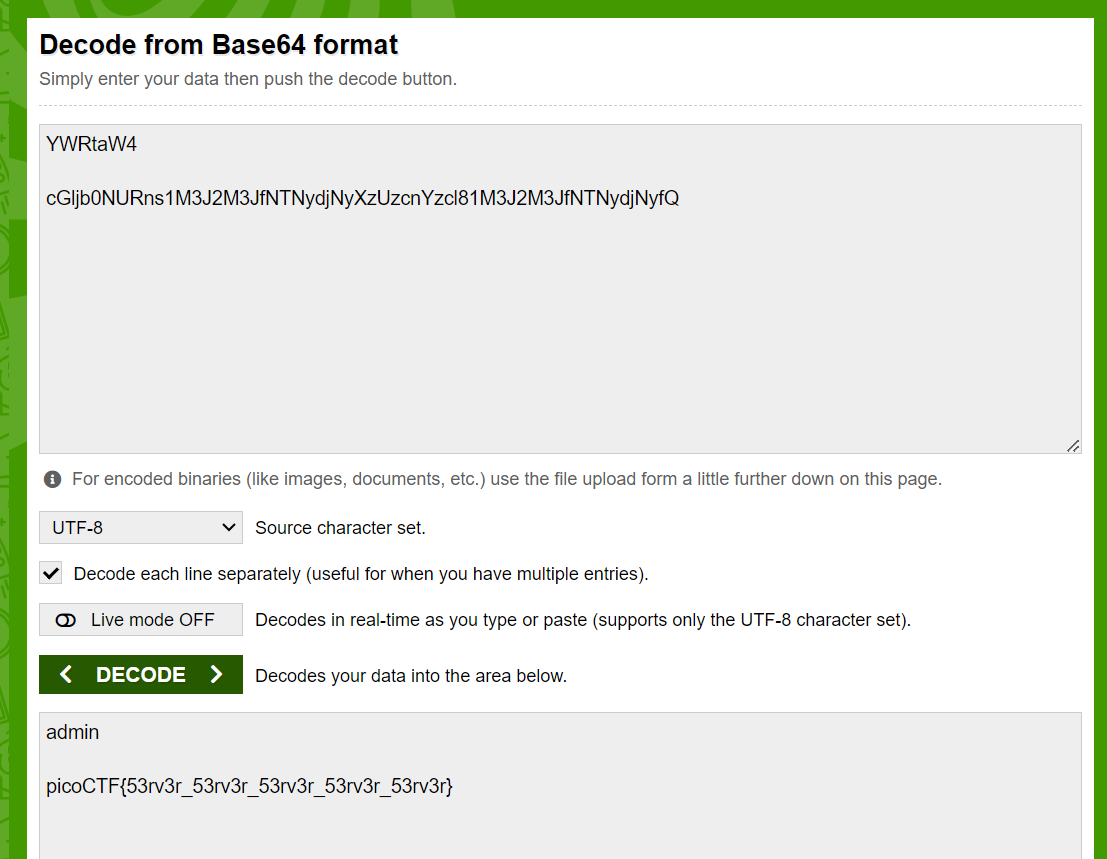 Decode from Base64 format
Simply enter your data then push the decode button.
YWRtaW4
cGljb0NURns1M3J2M3JfNTNydjNyXzUzcnYzcl81M3J2M3JfNTNydjNyfQ
For encoded binaries (like images, documents, etc.) use the file upload form a little further down on this page.
UTF-8 Source character set.
Decode each line separately (useful for when you have multiple entries).
Live mode OFF Decodes in real-time as you type or paste (supports only the UTF-8 character set).
< DECODE > Decodes your data into the area below.
admin
picoCTF{53rv3r_53rv3r_53rv3r_53rv3r_53rv3r}